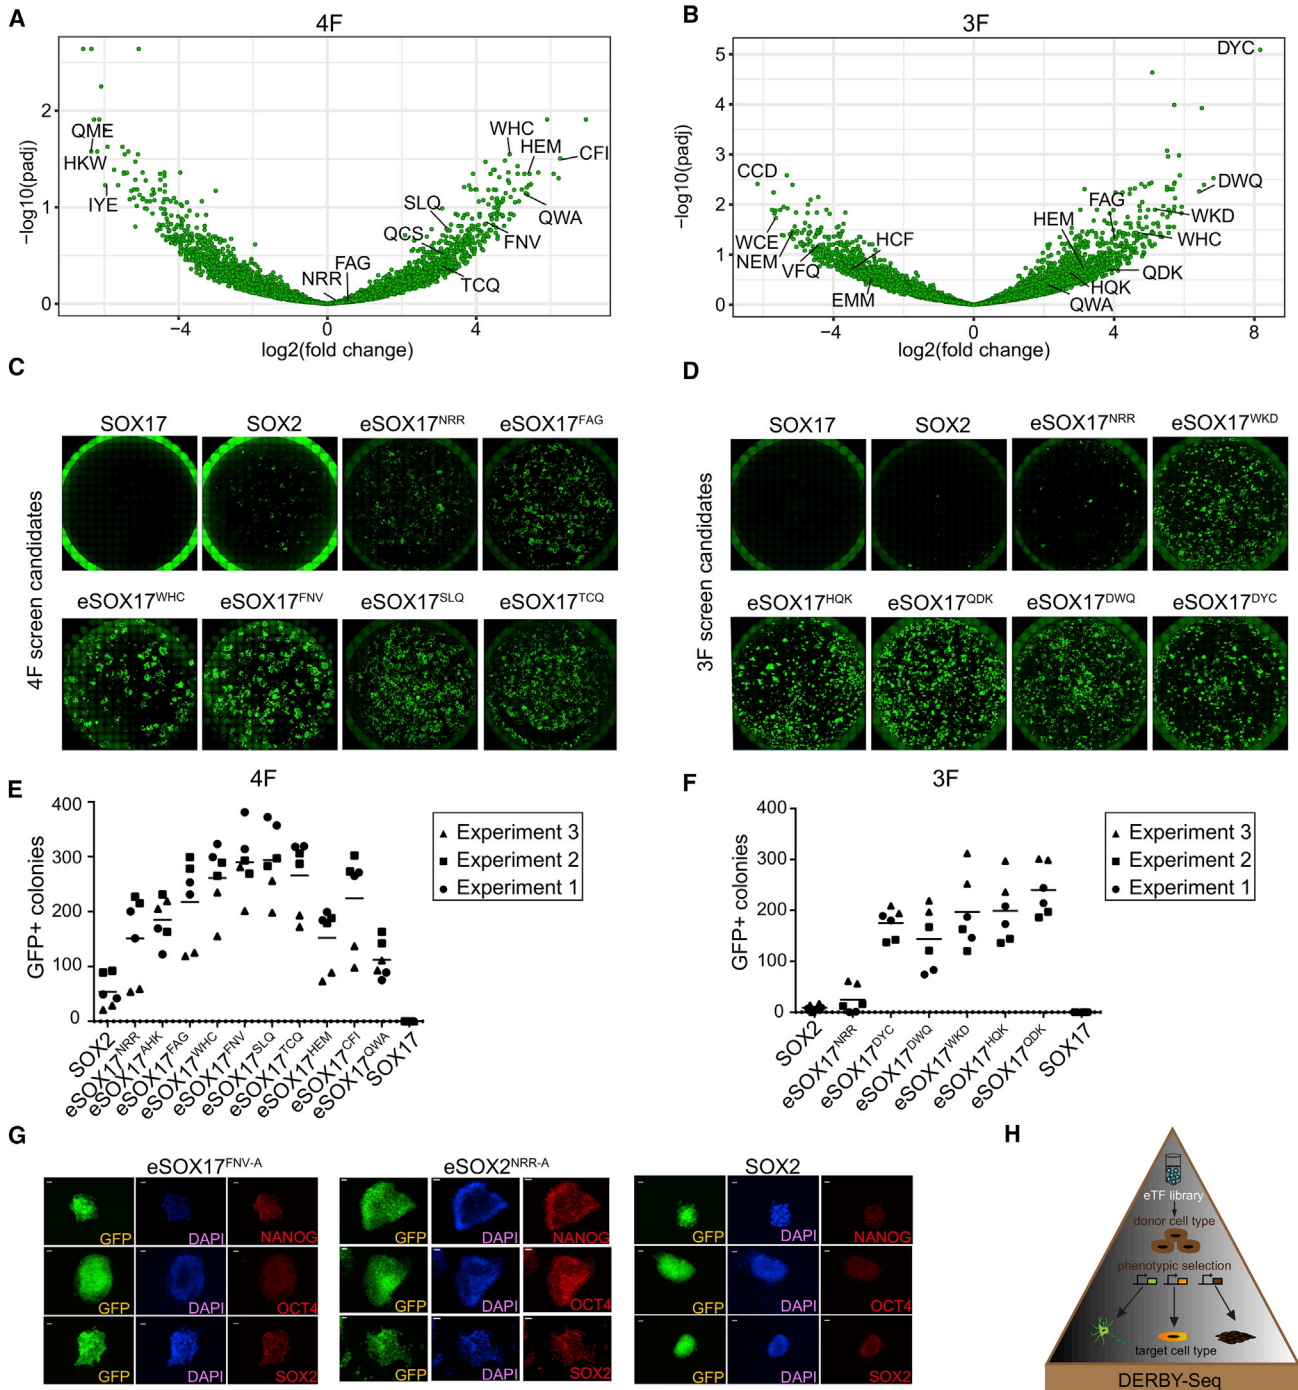 A
4F
−log10(padj)
2
1
0
−4
0
4
log2(fold change)
QME
HKW
IYE
WHC
HEM
CFI
SLQ
QWA
QCS
FNV
NRR
FAG
TCQ
B
3F
−log10(padj)
5
4
3
2
1
0
−4
0
4
8
log2(fold change)
DYC
CCD
DWQ
FAG
HEM
WKD
WCE
HCF
WHC
NEM
VFQ
QDK
EMM
HQK
QWA
C
4F screen candidates
SOX17
SOX2
eSOX17NRR
eSOX17FAG
eSOX17WHC
eSOX17FNV
eSOX17SLQ
eSOX17TCQ
D
3F screen candidates
SOX17
SOX2
eSOX17NRR
eSOX17WKD
eSOX17HQK
eSOX17QDK
eSOX17DWQ
eSOX17DYC
E
4F
GFP+ colonies
400
300
200
100
0
SOX2
eSOX17NRR
eSOX17AHK
eSOX17FAG
eSOX17WHC
eSOX17FNV
eSOX17SLQ
eSOX17TCQ
eSOX17HEM
eSOX17CFI
eSOX17QWA
SOX17
Experiment 3
Experiment 2
Experiment 1
F
3F
GFP+ colonies
400
300
200
100
0
SOX2
eSOX17NRR
eSOX17DYC
eSOX17DWQ
eSOX17WKD
eSOX17HQK
eSOX17QDK
SOX17
Experiment 3
Experiment 2
Experiment 1
G
eSOX17FNV-A
GFP
DAPI
NANOG
GFP
DAPI
OCT4
GFP
DAPI
SOX2
eSOX2NRR-A
GFP
DAPI
NANOG
GFP
DAPI
OCT4
GFP
DAPI
SOX2
SOX2
GFP
DAPI
NANOG
GFP
DAPI
OCT4
GFP
DAPI
SOX2
H
eTF library
donor cell type
phenotypic selection
target cell type
DERBY-Seq